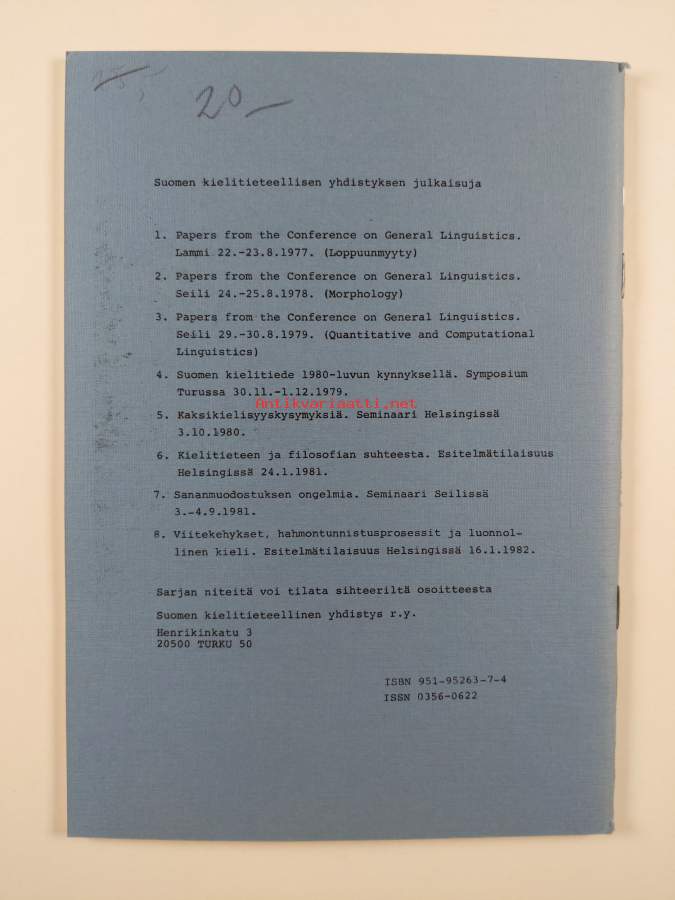 20-
Suomen kielitieteellisen yhdistyksen julkaisuja
1. Papers from the Conference on General Linguistics.
Lammi 22.-23.8.1977. (Loppuunmyyty)
2. Papers from the Conference on General Linguistics.
Seili 24.-25.8.1978. (Morphology)
3. Papers from the Conference on General Linguistics.
Seili 29.-30.8.1979. (Quantitative and Computational
Linguistics)
4. Suomen kielitiede 1980-luvun kynnyksellä. Symposium
Turussa 30.11.-1.12.1979.
Antikvariaatti.net
5. Kaksikielisyyskysymyksiä. Seminaari Helsingissä
3.10.1980.
6. Kielitieteen ja filosofian suhteesta. Esitelmätilaisuus
Helsingissä 24.1.1981.
7. Sananmuodostuksen ongelmia. Seminaari Seilissä
3.-4.9.1981.
8. Viitekehykset, hahmontunnistusprosessit ja luonnol-
linen kieli. Esitelmätilaisuus Helsingissä 16.1.1982.
Sarjan niteitä voi tilata sihteeriltä osoitteesta
Suomen kielitieteellinen yhdistys r.y.
Henrikinkatu 3
20500 TURKU 50
ISBN 951-95263-7-4
ISSN 0356-0622